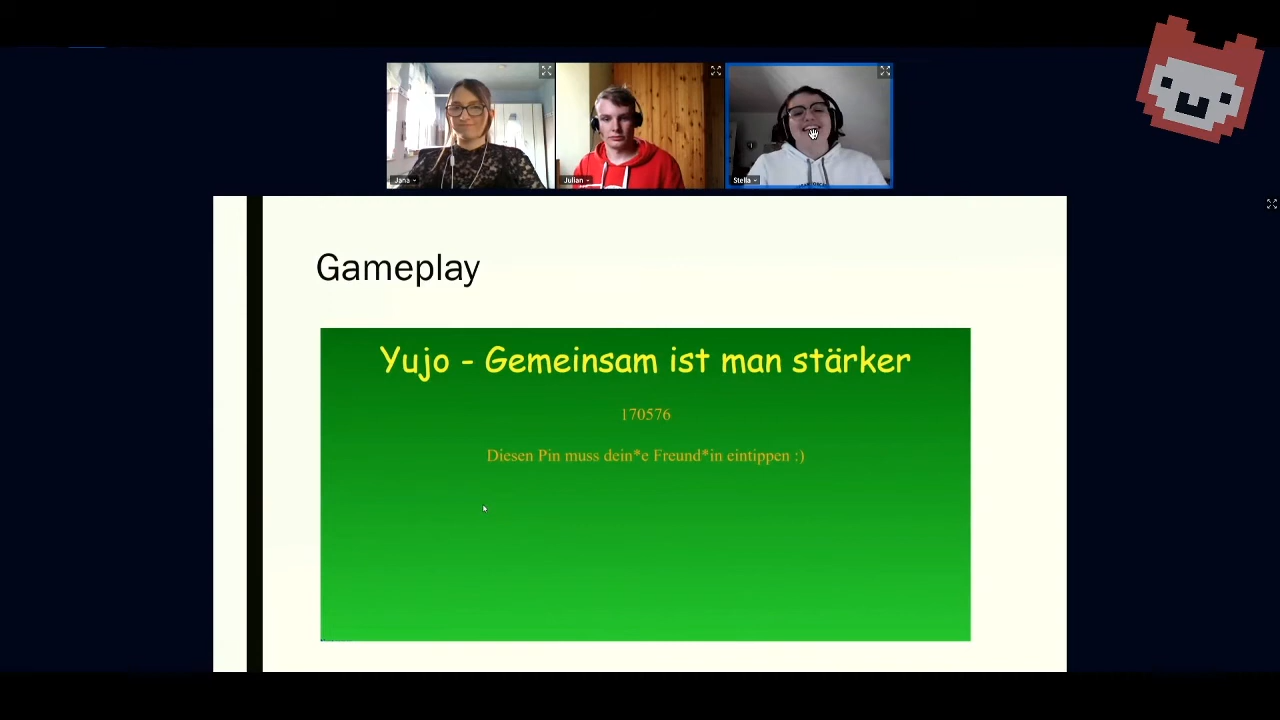 Jana
Julian
Stella
Gameplay
Yujo - Gemeinsam ist man stärker
170576
Diesen Pin muss dein*e Freund*in eintippen :)